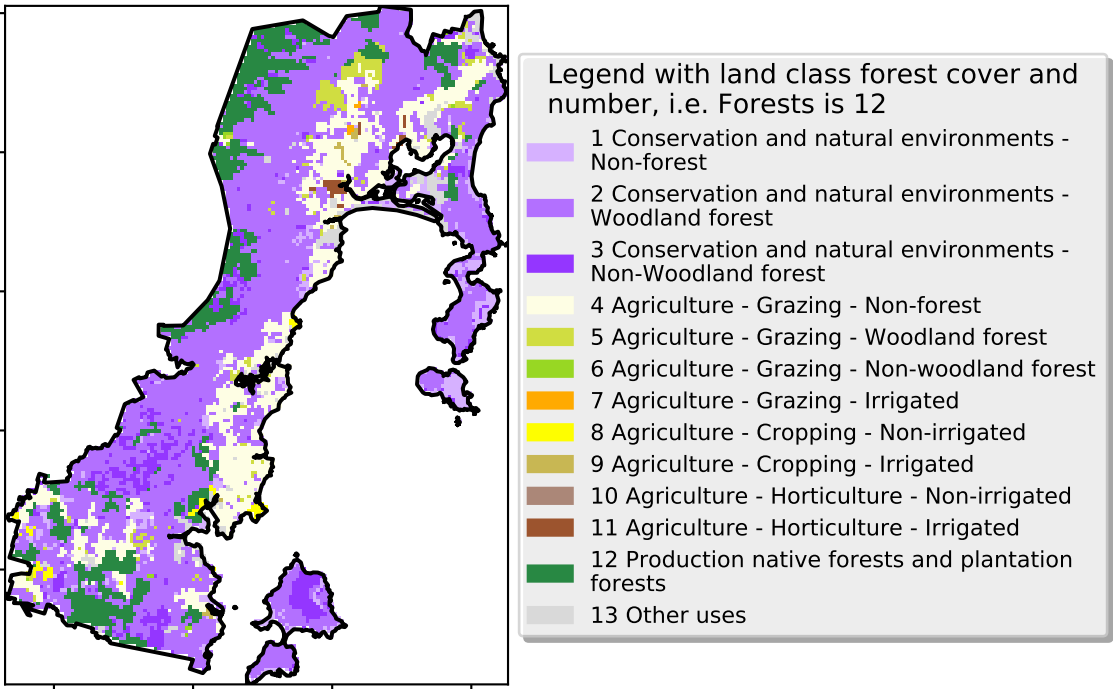 Legend with land class forest cover and
number, i.e. Forests is 12
1 Conservation and natural environments -
Non-forest
2 Conservation and natural environments -
Woodland forest
3 Conservation and natural environments -
Non-Woodland forest
4 Agriculture - Grazing - Non-forest
5 Agriculture - Grazing - Woodland forest
6 Agriculture - Grazing - Non-woodland forest
7 Agriculture - Grazing - Irrigated
8 Agriculture - Cropping - Non-irrigated
9 Agriculture - Cropping - Irrigated
10 Agriculture - Horticulture - Non-irrigated
11 Agriculture - Horticulture - Irrigated
12 Production native forests and plantation
forests
13 Other uses